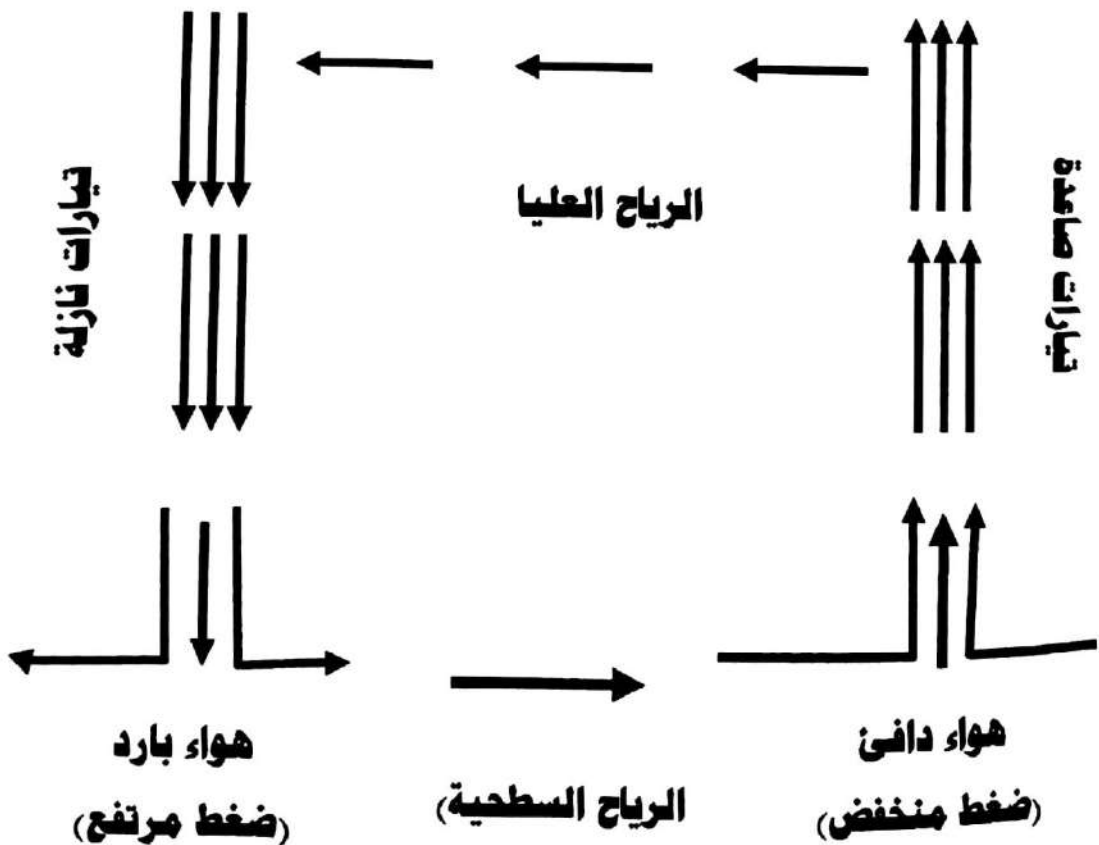 تيارات صاعدة
الرياح العليا
تيارات نازلة
هواء دافئ
(ضغط منخفض)
الرياح السطحية)
هواء بارد
(ضغط مرتفع)